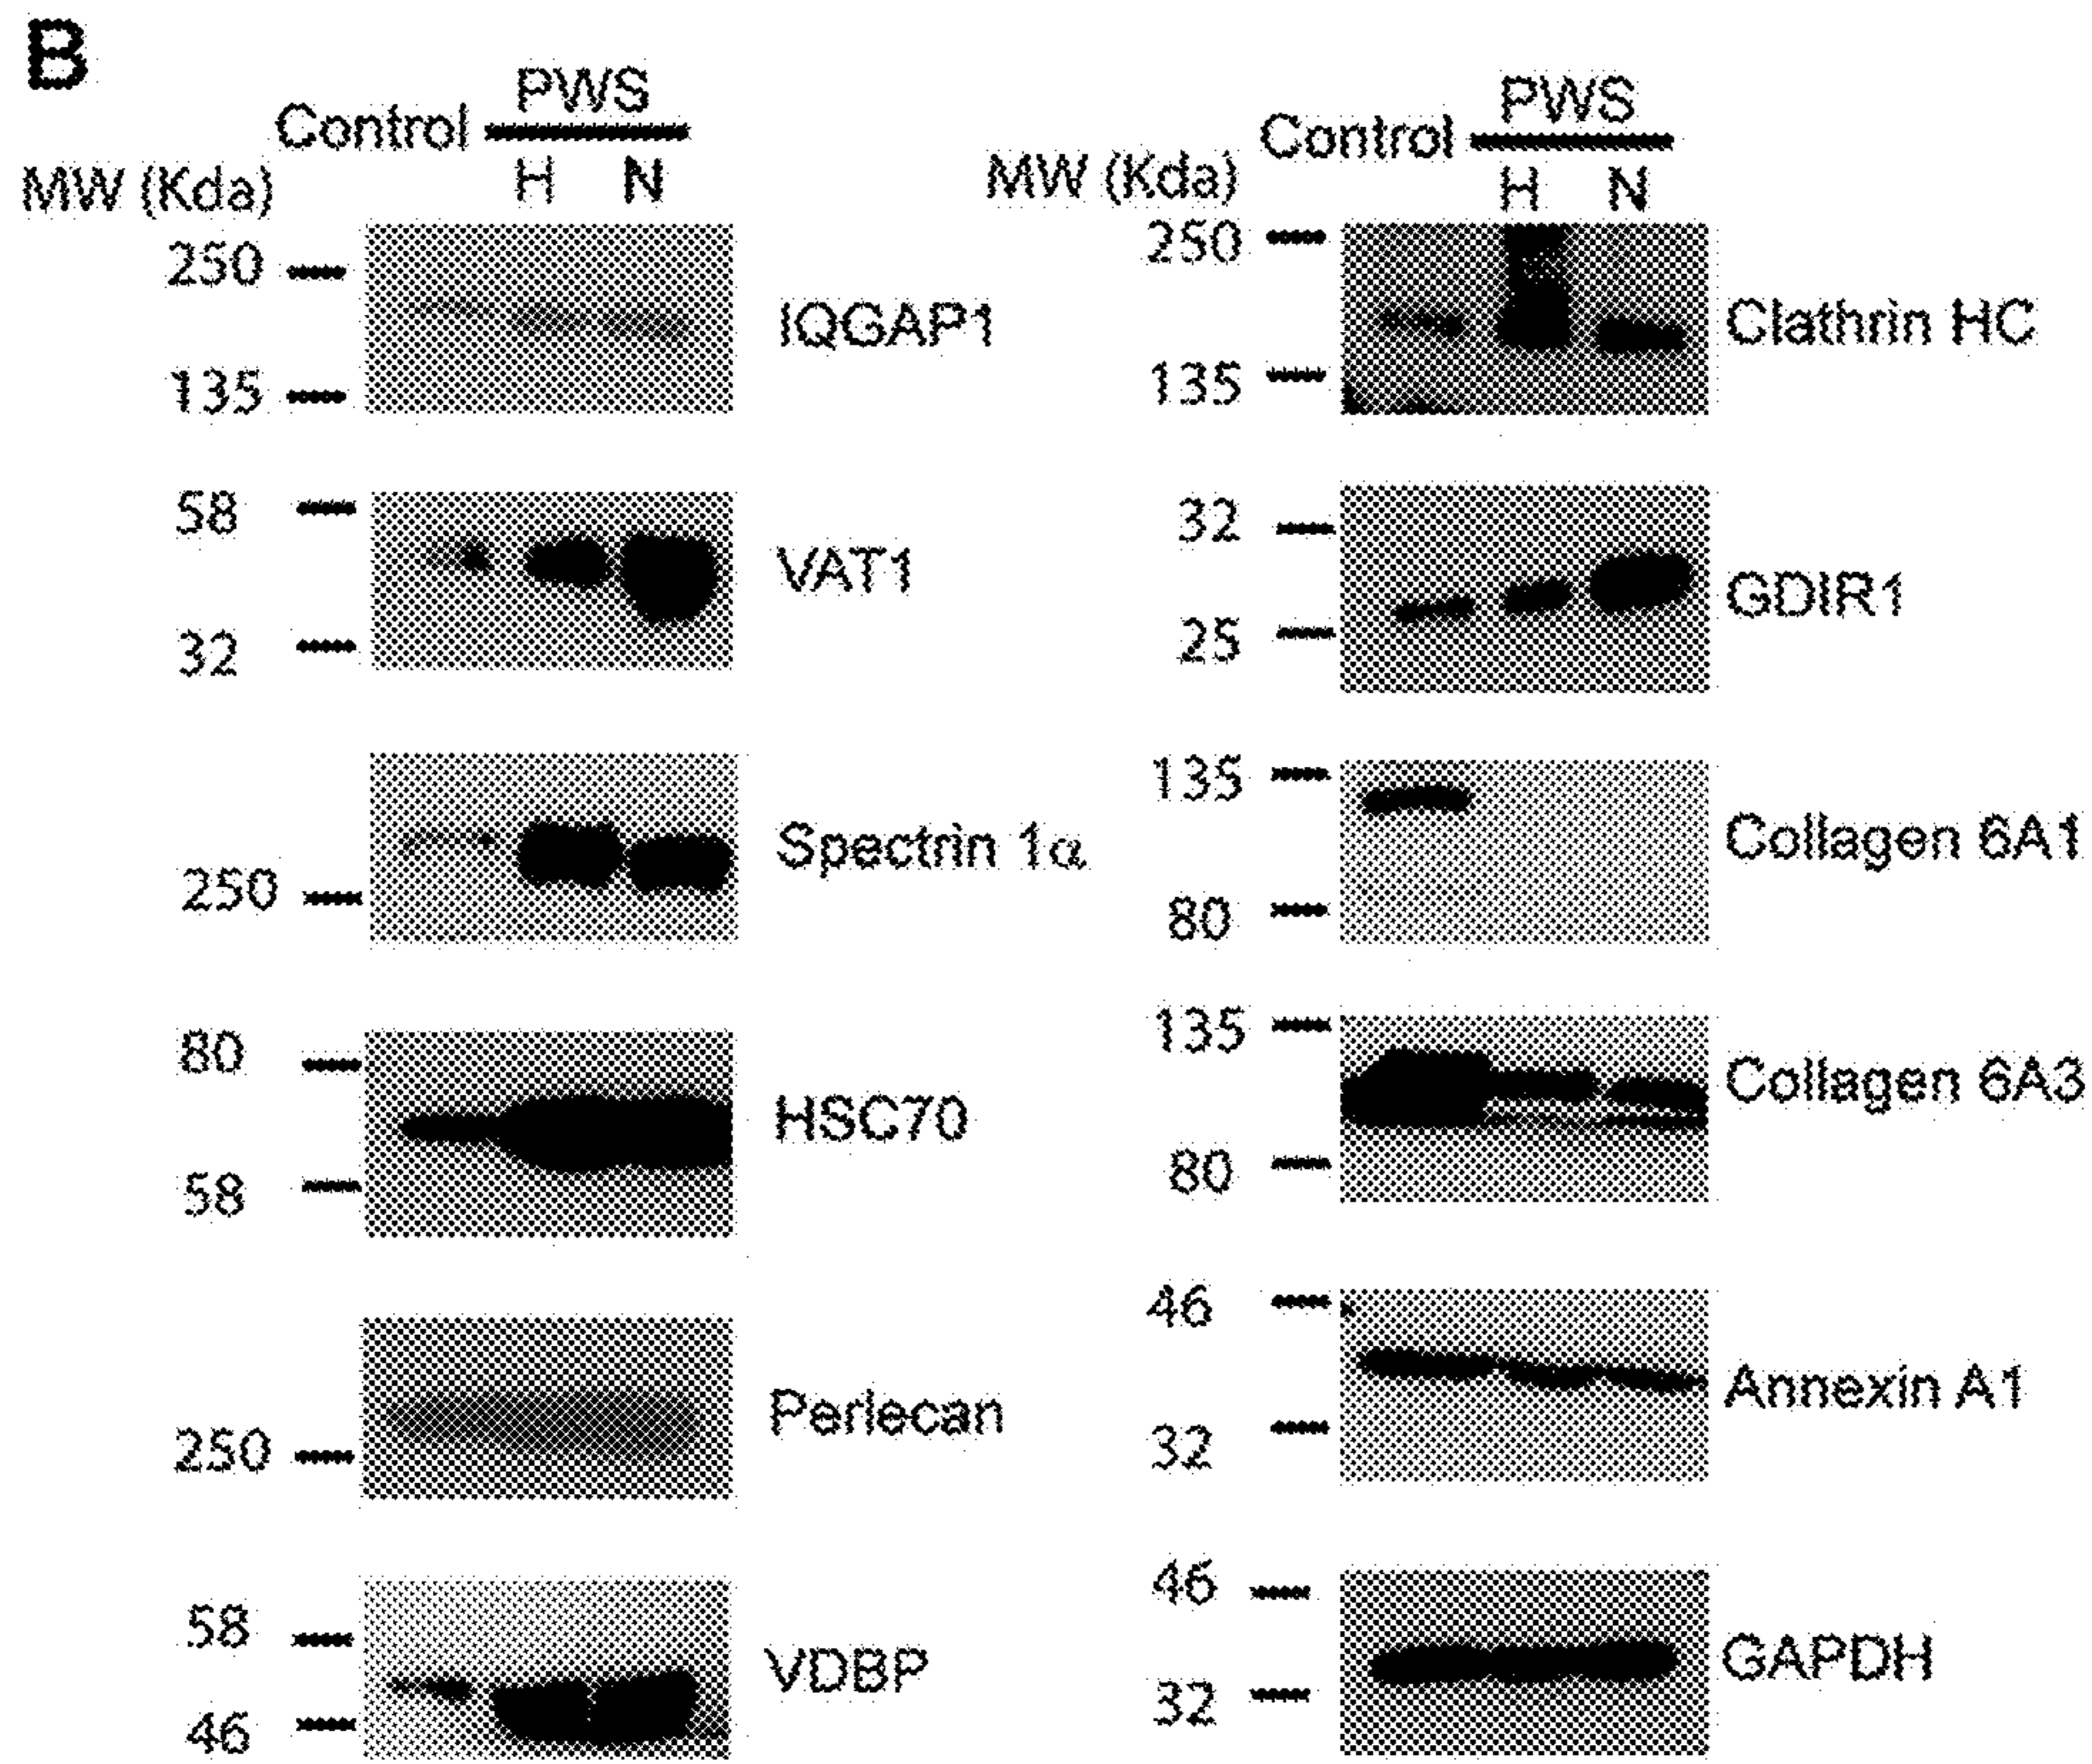 B
Control PWS
MW (Kda) H N
250
135
IQGAP1
58
32
VAT1
250
Spectrin 1α
80
58
HSC70
250
Perlecan
58
46
VDBP
Control PWS
MW (Kda) H N
250
135
Clathrin HC
32
25
GDIR1
135
80
Collagen 6A1
135
80
Collagen 6A3
46
32
Annexin A1
46
32
GAPDH